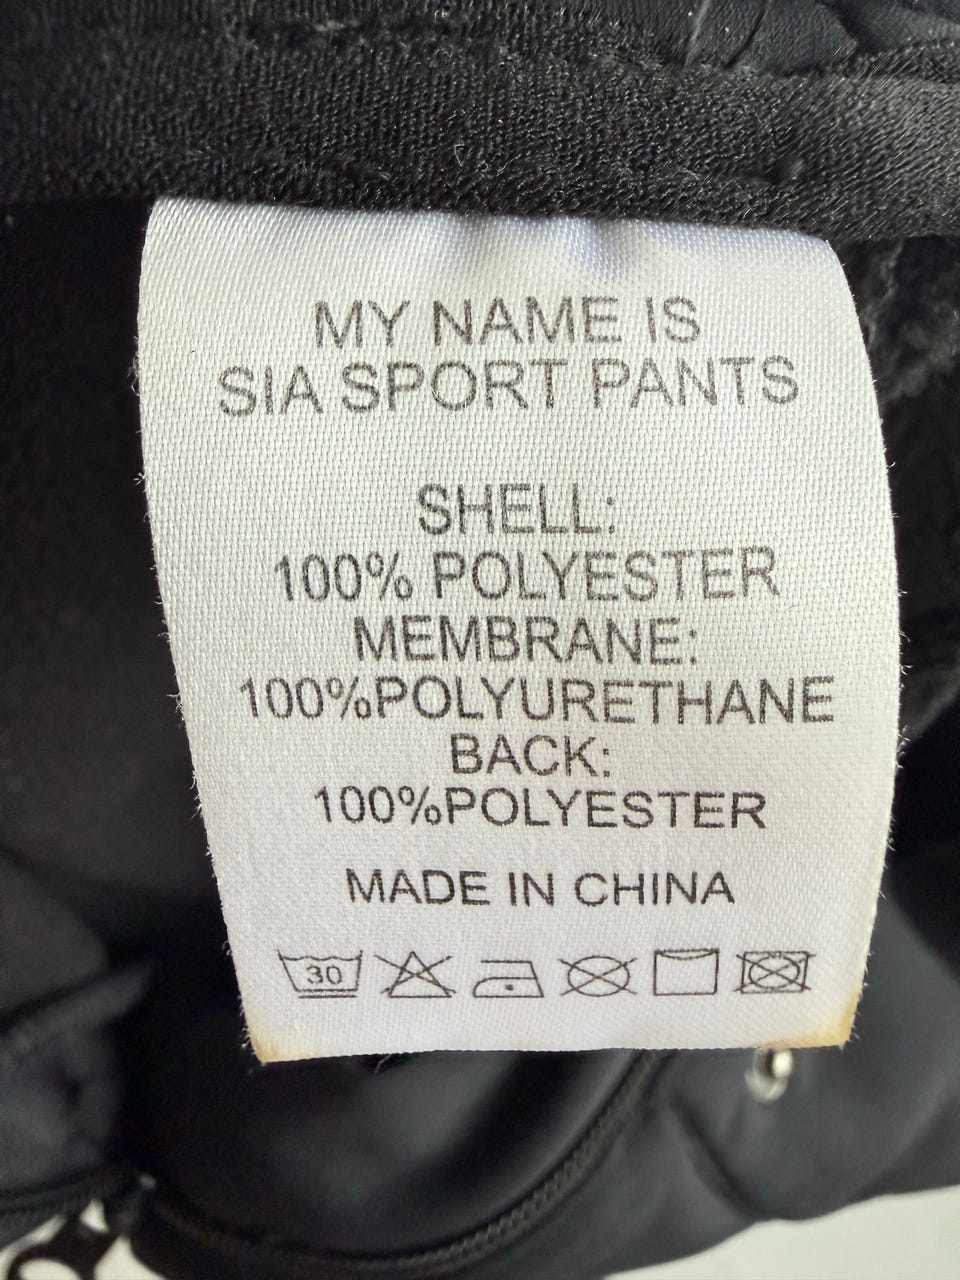 MY NAME IS
SIA SPORT PANTS
SHELL:
100% POLYESTER
MEMBRANE:
100%POLYURETHANE
BACK:
100%POLYESTER
MADE IN CHINA
30